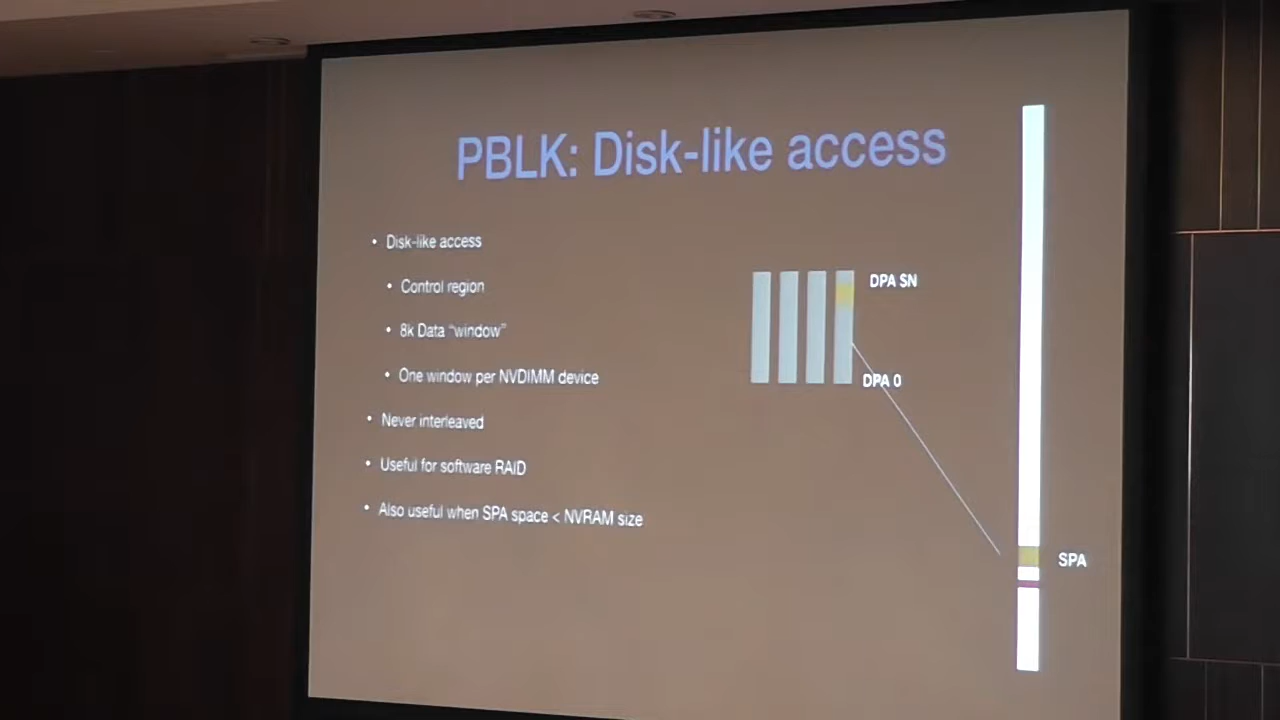 PBLK: Disk-like access
• Disk-like access
• Control region
• 8k Data “window”
• One window per NVDIMM device
• Never interleaved
• Useful for software RAID
• Also useful when SPA space < NVRAM size
DPA $N
DPA 0
SPA